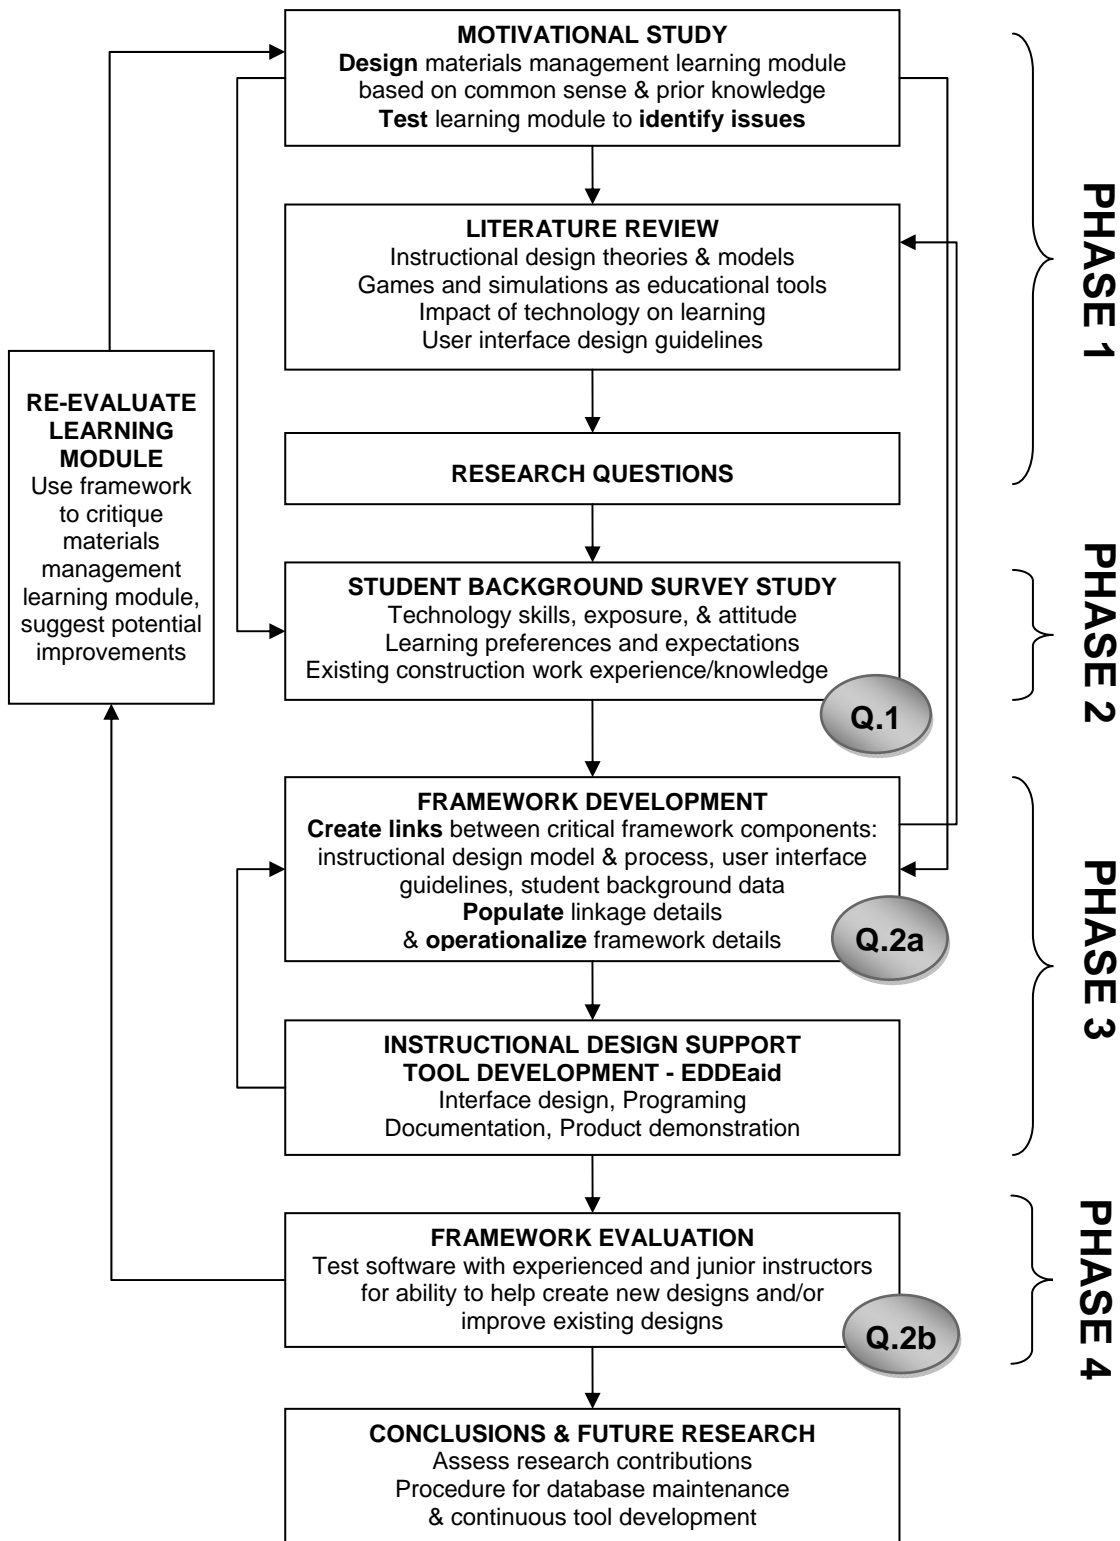 MOTIVATIONAL STUDY
Design materials management learning module
based on common sense & prior knowledge
Test learning module to identify issues
LITERATURE REVIEW
Instructional design theories & models
Games and simulations as educational tools
Impact of technology on learning
User interface design guidelines
RESEARCH QUESTIONS
PHASE 1
RE-EVALUATE
LEARNING
MODULE
Use framework
to critique
materials
management
learning module,
suggest potential
improvements
STUDENT BACKGROUND SURVEY STUDY
Technology skills, exposure, & attitude
Learning preferences and expectations
Existing construction work experience/knowledge
Q.1
PHASE 2
FRAMEWORK DEVELOPMENT
Create links between critical framework components:
instructional design model & process, user interface
guidelines, student background data
Populate linkage details
& operationalize framework details
Q.2a
INSTRUCTIONAL DESIGN SUPPORT
TOOL DEVELOPMENT - EDDEaid
Interface design, Programing
Documentation, Product demonstration
PHASE 3
FRAMEWORK EVALUATION
Test software with experienced and junior instructors
for ability to help create new designs and/or
improve existing designs
Q.2b
PHASE 4
CONCLUSIONS & FUTURE RESEARCH
Assess research contributions
Procedure for database maintenance
& continuous tool development